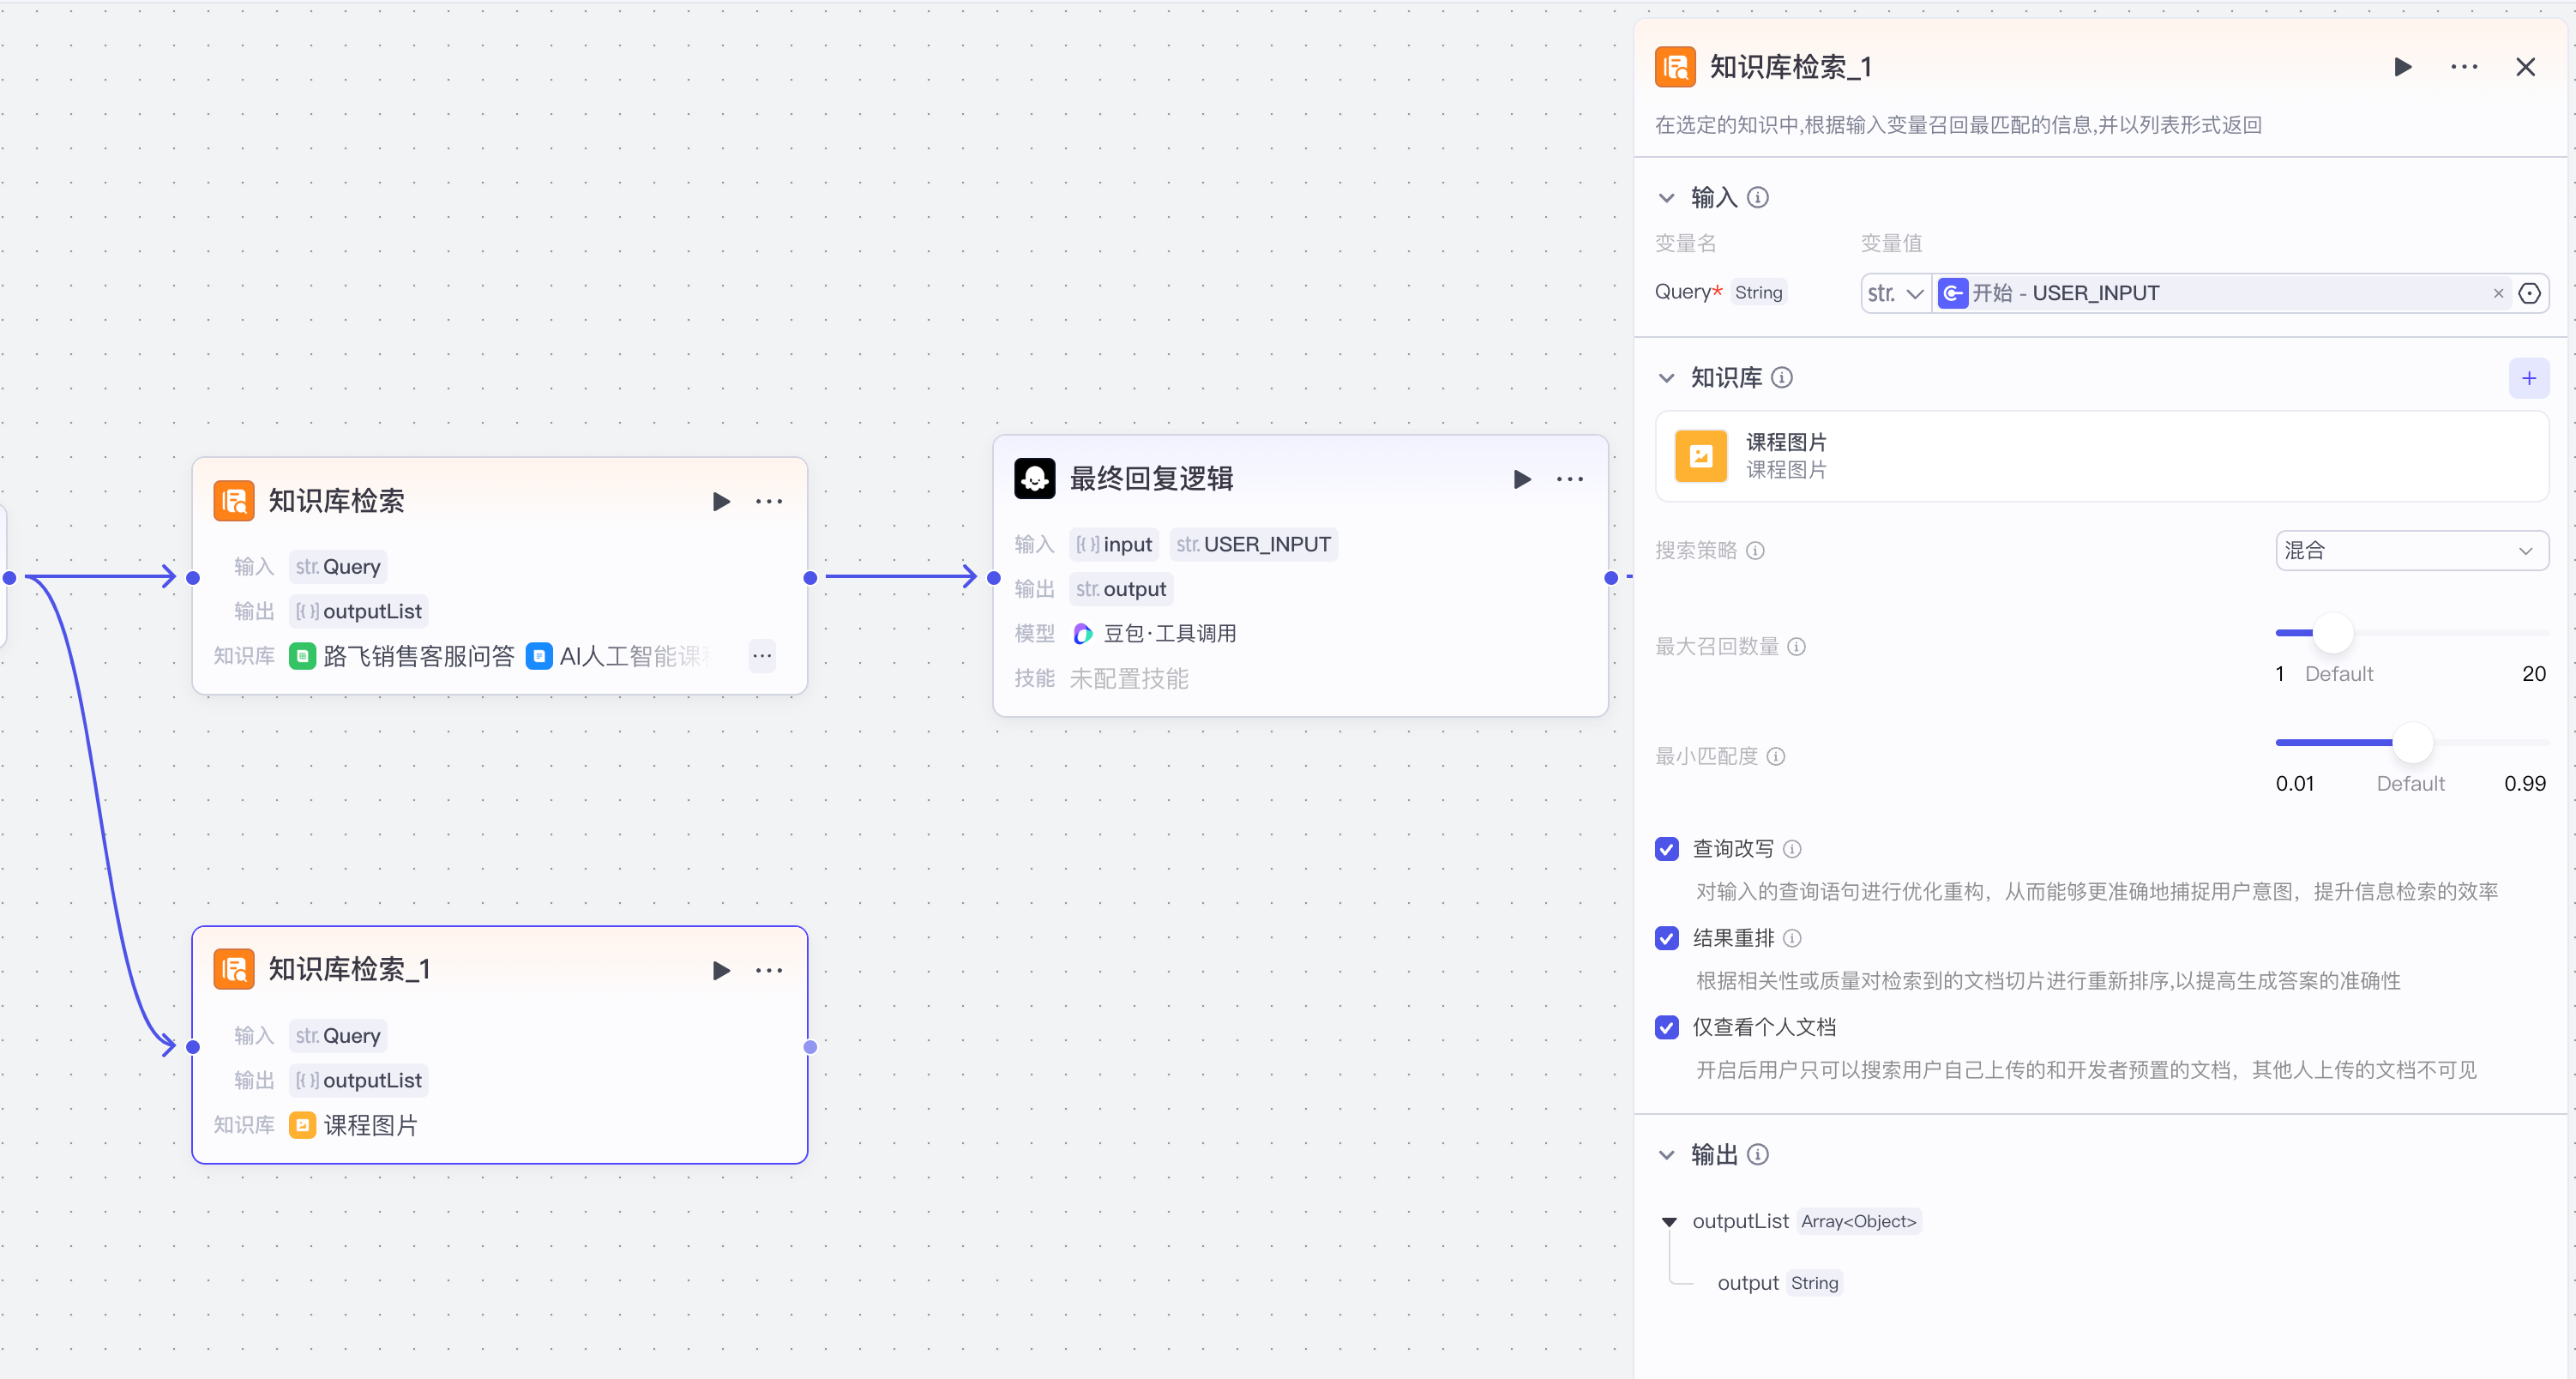 知识库检索
输入 str. Query
输出 [{}] outputList
知识库 路飞销售客服问答 AI人工智能课 ...
知识库检索_1
输入 str. Query
输出 [{}] outputList
知识库 课程图片
最终回复逻辑
输入 [{}] input str. USER_INPUT
输出 str. output
模型 豆包·工具调用
技能 未配置技能
知识库检索_1
在选定的知识中,根据输入变量召回最匹配的信息,并以列表形式返回
输入
变量名 变量值
Query* String str. 开始 - USER_INPUT
知识库
课程图片
课程图片
搜索策略 混合
最大召回数量
1 Default 20
最小匹配度
0.01 Default 0.99
查询改写
对输入的查询语句进行优化重构，从而能够更准确地捕捉用户意图，提升信息检索的效率
结果重排
根据相关性或质量对检索到的文档切片进行重新排序,以提高生成答案的准确性
仅查看个人文档
开启后用户只可以搜索用户自己上传的和开发者预置的文档，其他人上传的文档不可见
输出
outputList Array<Object>
output String